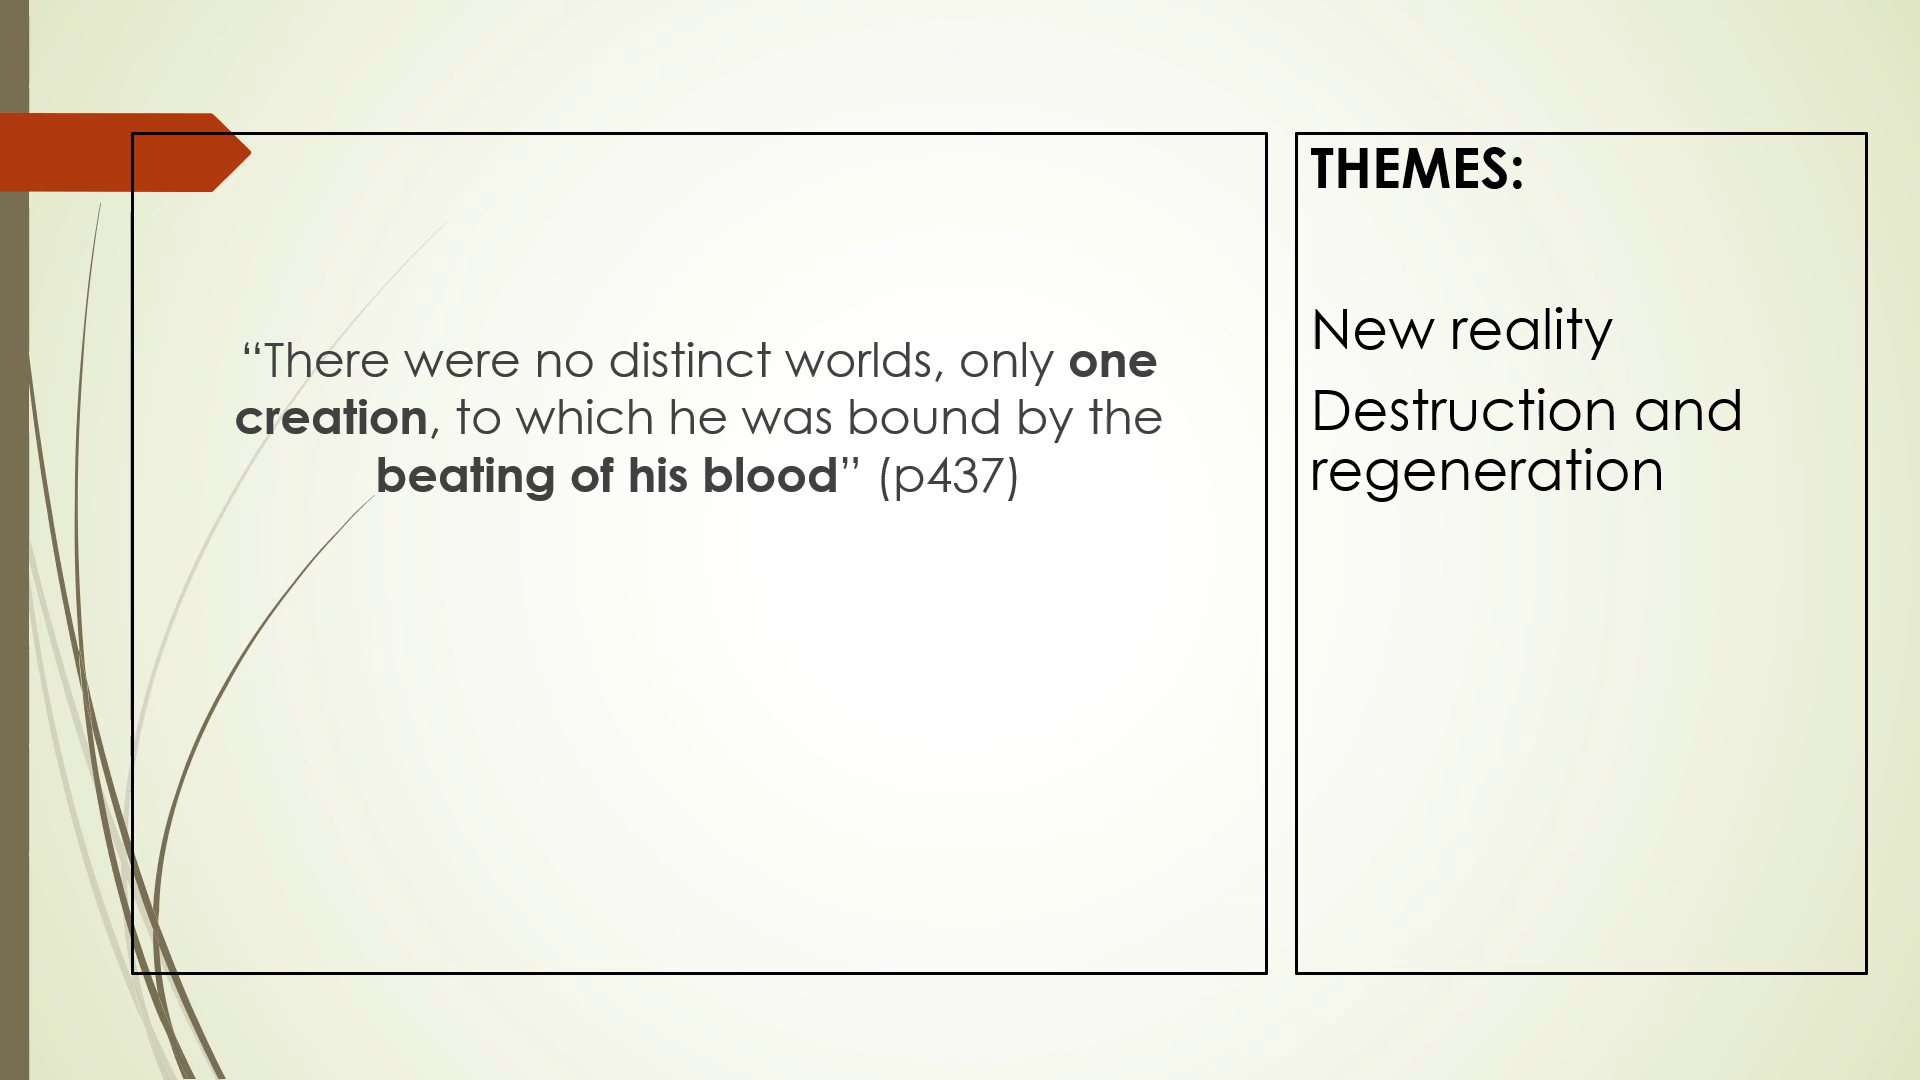 “There were no distinct worlds, only one
creation, to which he was bound by the
beating of his blood” (p437)
THEMES:
New reality
Destruction and
regeneration